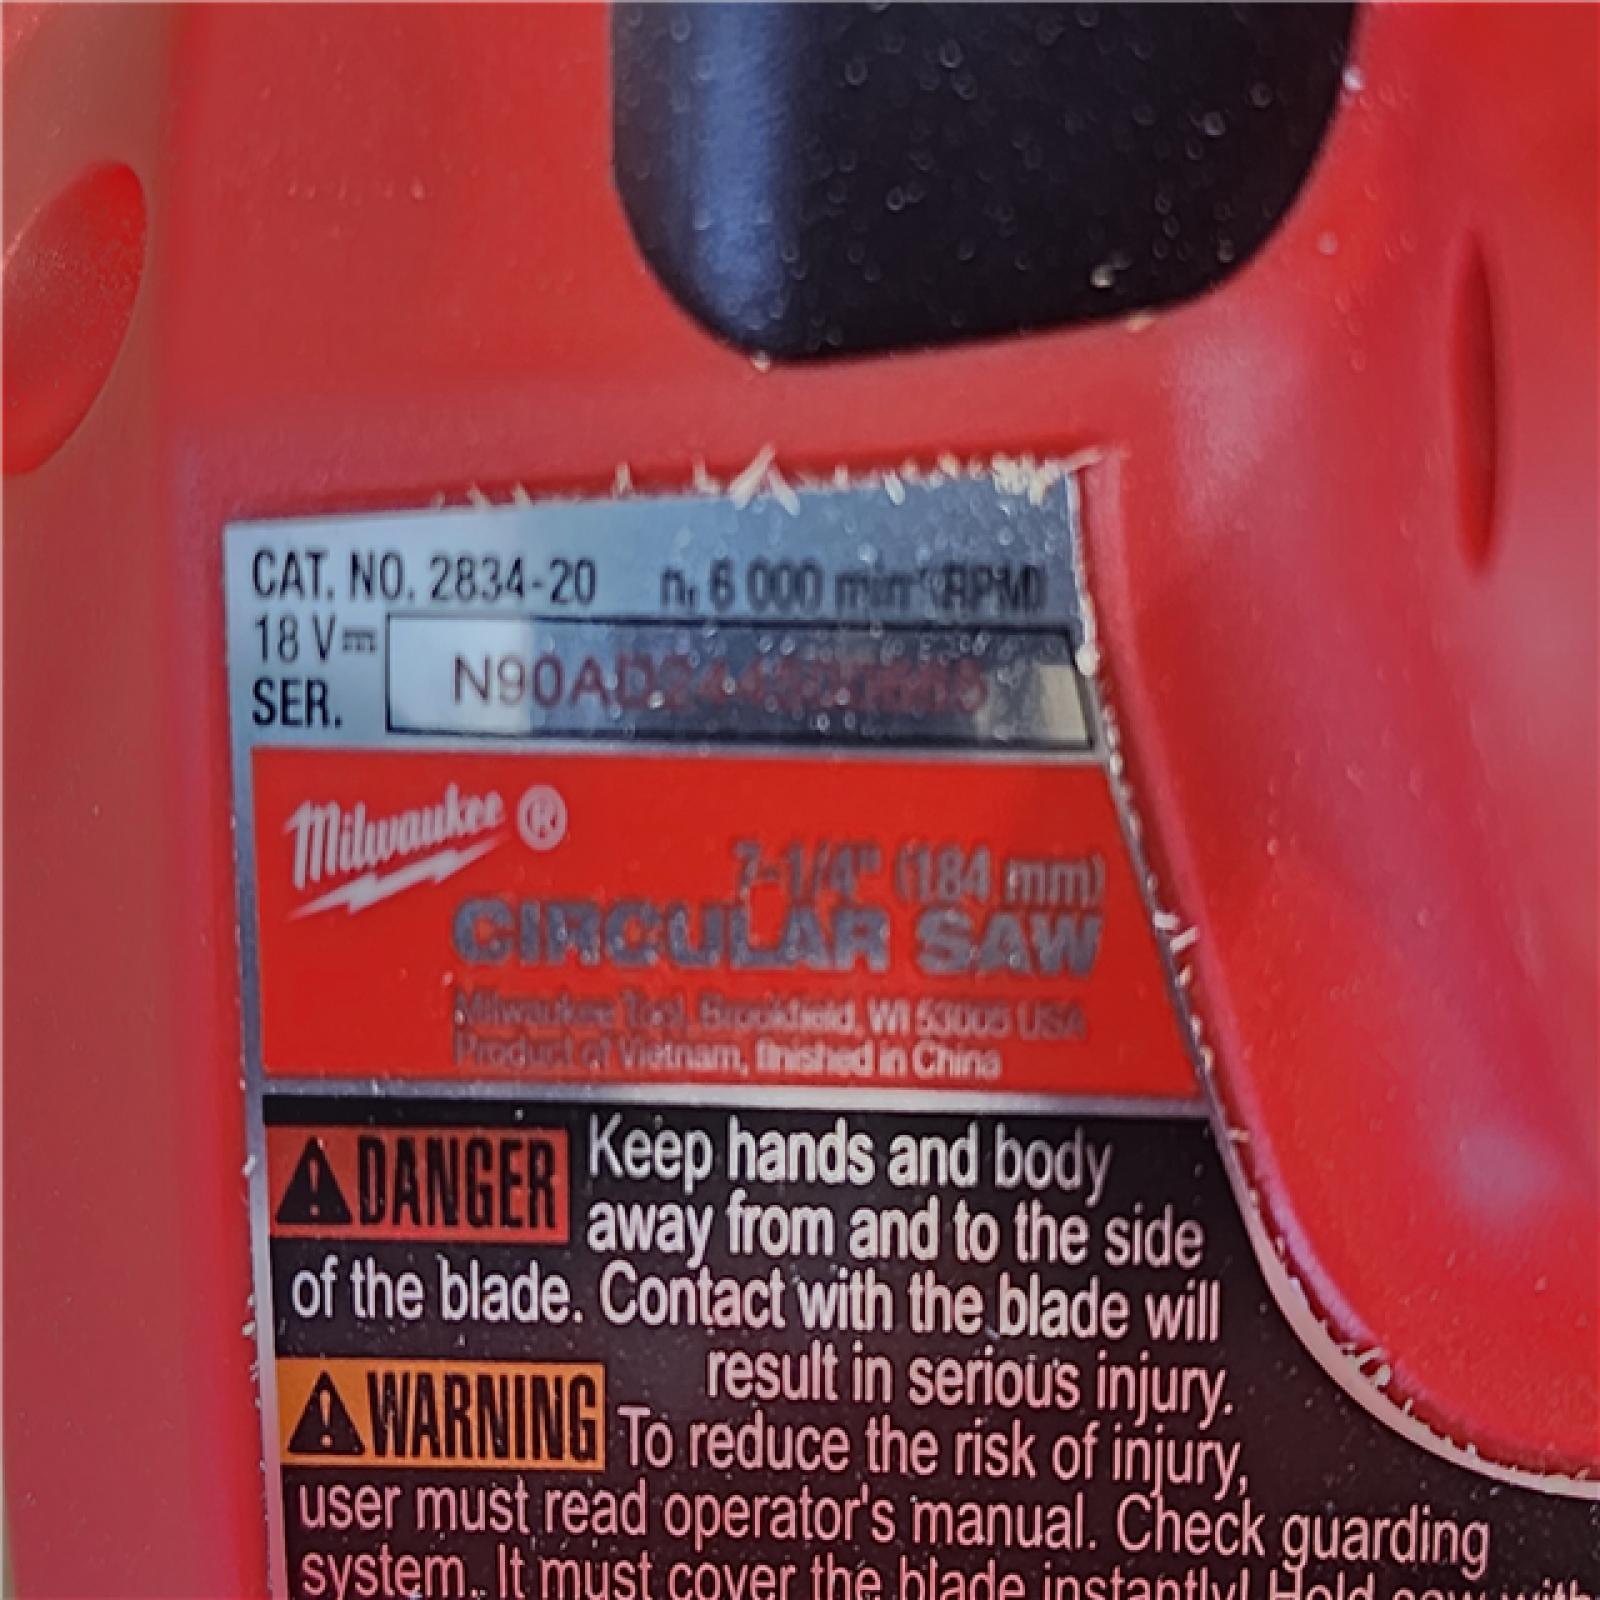 CAT. NO. 2834-20 n₁ 6 000 min⁻¹ (RPM)
18 V⎓
SER.
Milwaukee ®
7-1/4" (184 mm)
CIRCULAR SAW
Milwaukee Tool, Brookfield, WI 53005 USA
Product of Vietnam, finished in China
⚠DANGER Keep hands and body
away from and to the side
of the blade. Contact with the blade will
result in serious injury.
⚠WARNING To reduce the risk of injury,
user must read operator's manual. Check guarding
system. It must cover the blade instantly! Hold saw with